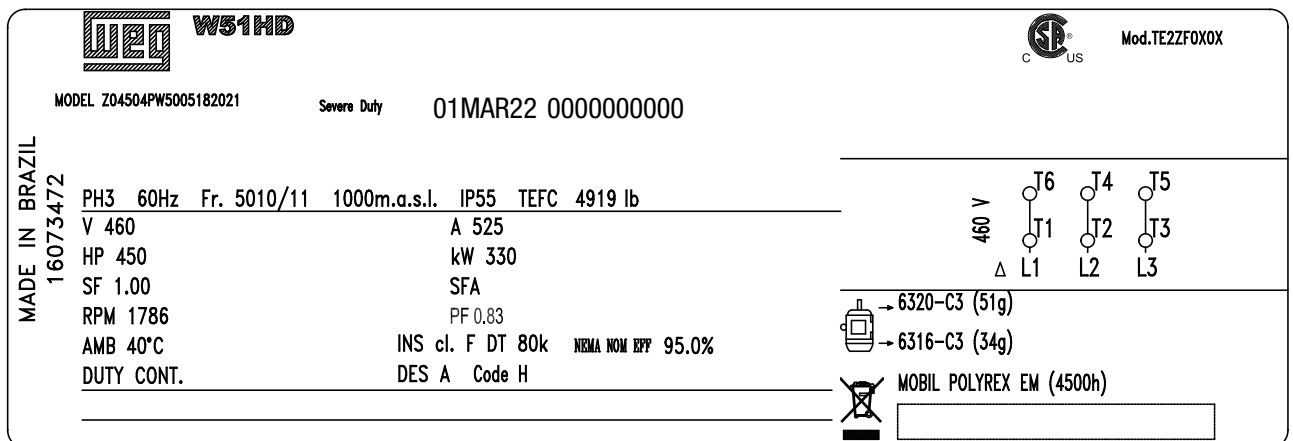 WEG W51HD
CSA ®
C US
Mod.TE2ZF0X0X
MODEL Z04504PW5005182021 Severe Duty 01MAR22 0000000000
MADE IN BRAZIL
16073472
PH3 60Hz Fr. 5010/11 1000m.a.s.l. IP55 TEFC 4919 lb
V 460 A 525
HP 450 kW 330
SF 1.00 SFA
RPM 1786 PF 0.83
AMB 40°C INS cl. F DT 80k NEMA NOM EFF 95.0%
DUTY CONT. DES A Code H
460 V
T6 T4 T5
T1 T2 T3
Δ L1 L2 L3
→ 6320-C3 (51g)
→ 6316-C3 (34g)
MOBIL POLYREX EM (4500h)